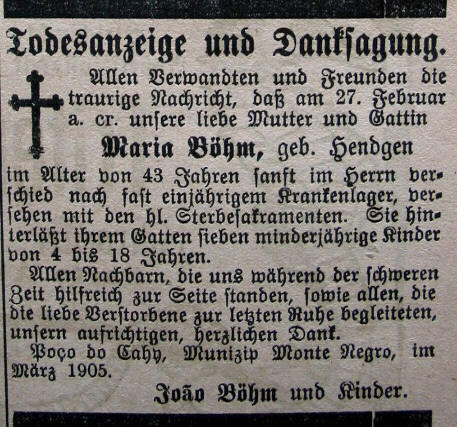 Todesanzeige und Danksagung.
Allen Verwandten und Freunden die
traurige Nachricht, daß am 27. Februar
a. cr. unsere liebe Mutter und Gattin
Maria Böhm, geb. Hendgen
im Alter von 43 Jahren sanft im Herrn ver-
schied nach fast einjährigem Krankenlager, ver-
sehen mit den hl. Sterbesakramenten. Sie hin-
terläßt ihrem Gatten sieben minderjährige Kinder
von 4 bis 18 Jahren.
Allen Nachbarn, die uns während der schweren
Zeit hilfreich zur Seite standen, sowie allen, die
die liebe Verstorbene zur letzten Ruhe begleiteten,
unsern aufrichtigen, herzlichen Dank.
Poço do Cahy, Munizip Monte Negro, im
März 1905.
João Böhm und Kinder.